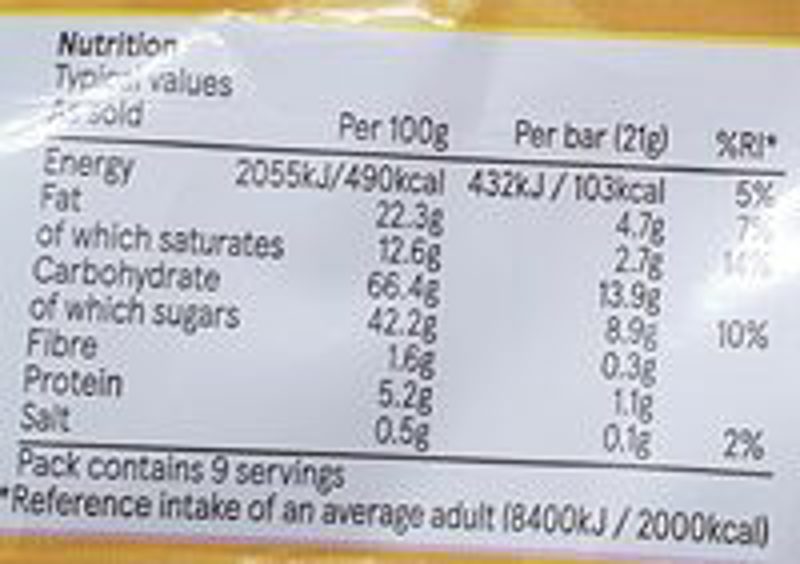 Nutrition
Typical values
As sold Per 100g Per bar (21g) %RI*
Energy 2055kJ/490kcal 432kJ / 103kcal 5%
Fat 22.3g 4.7g 7%
of which saturates 12.6g 2.7g 14%
Carbohydrate 66.4g 13.9g
of which sugars 42.2g 8.9g 10%
Fibre 1.6g 0.3g
Protein 5.2g 1.1g
Salt 0.5g 0.1g 2%
Pack contains 9 servings
*Reference intake of an average adult (8400kJ / 2000kcal)